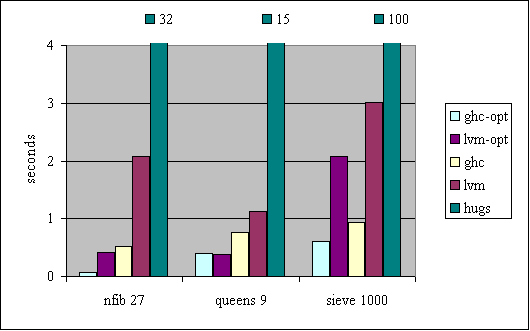 32 15 100
4
3
2
1
0
seconds
nfib 27 queens 9 sieve 1000
ghc-opt
lvm-opt
ghc
lvm
hugs